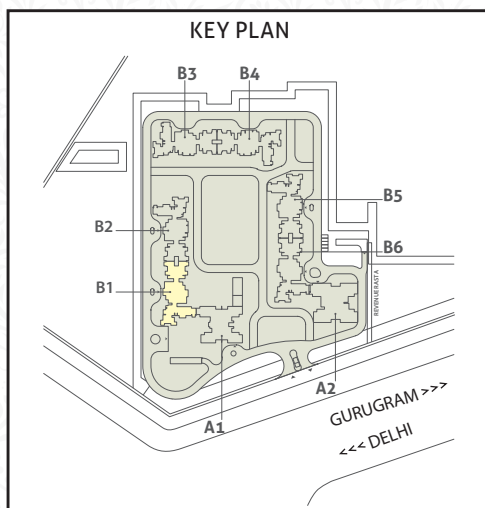 KEY PLAN
B3
B4
B5
B2
B6
B1
REVENUE RASTA
A2
A1
GURUGRAM >>>
<<< DELHI